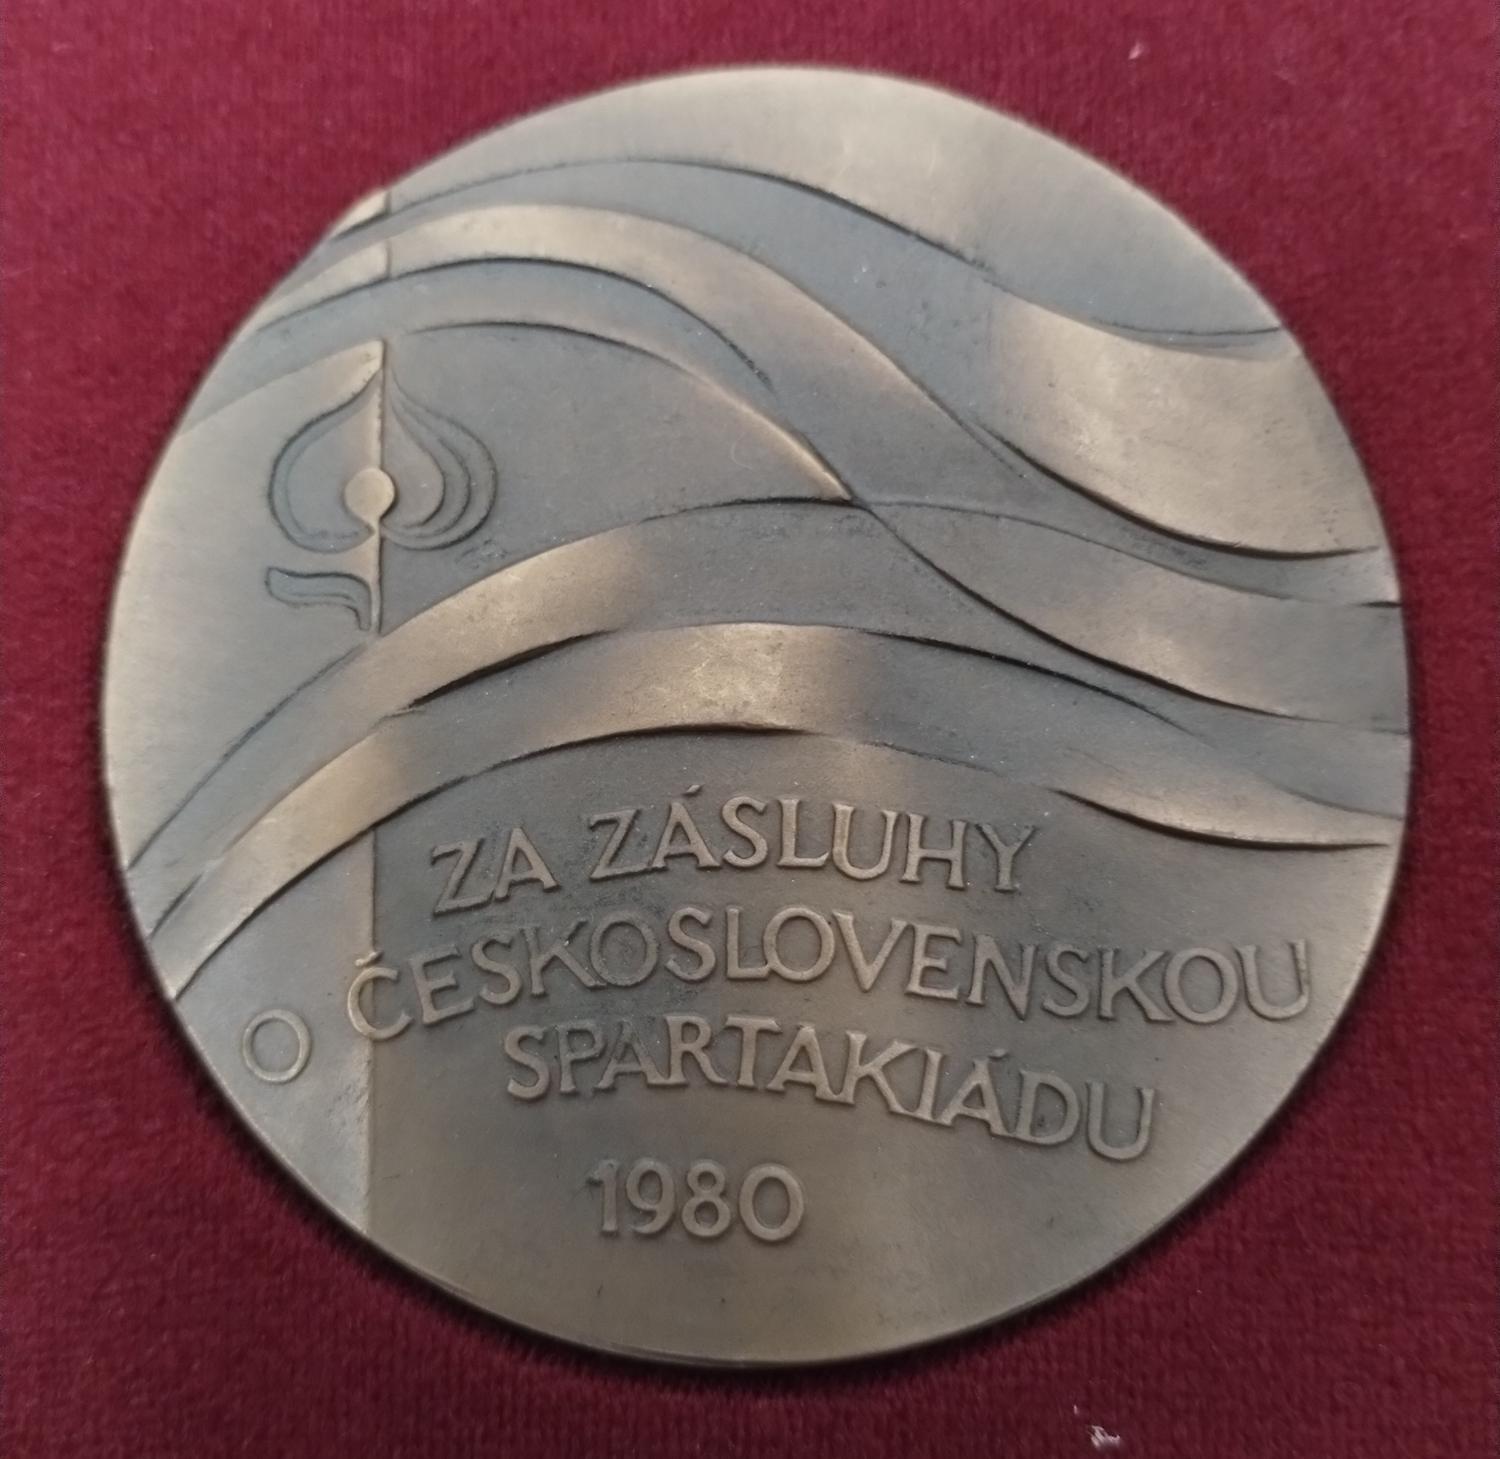 ZA ZÁSLUHY
O ČESKOSLOVENSKOU
SPARTAKIÁDU
1980